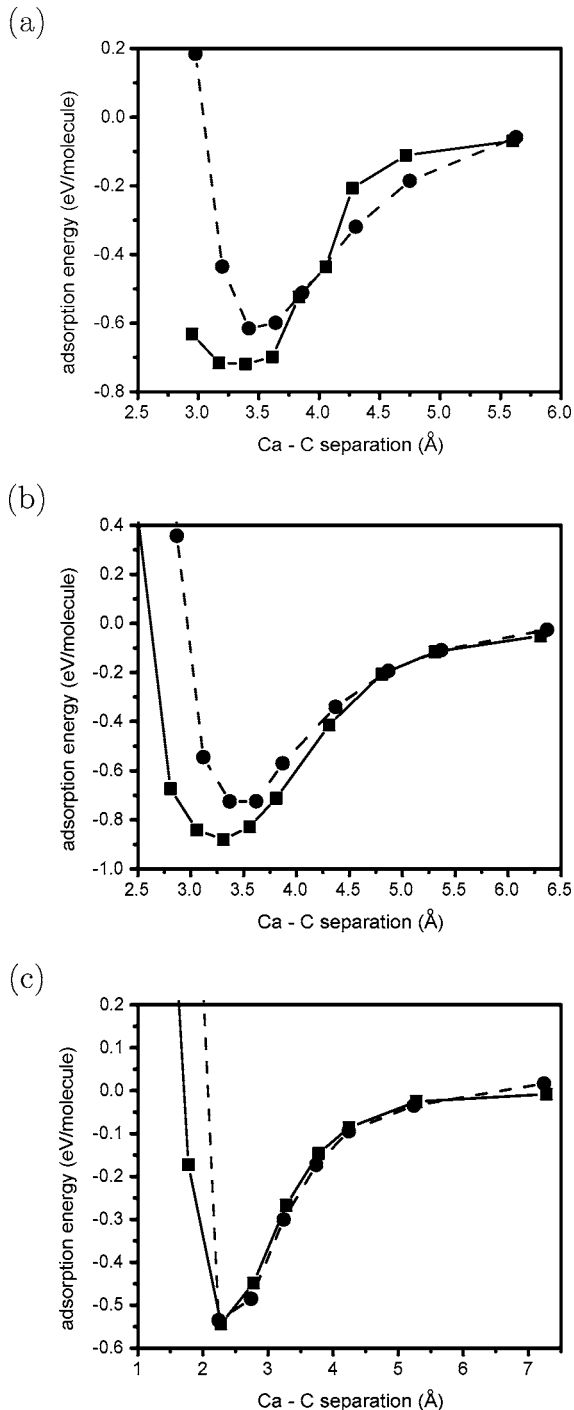 (a)
0.2
0.0
-0.2
-0.4
-0.6
-0.8
adsorption energy (eV/molecule)
2.5 3.0 3.5 4.0 4.5 5.0 5.5 6.0
Ca - C separation (Å)
(b)
0.4
0.2
0.0
-0.2
-0.4
-0.6
-0.8
-1.0
adsorption energy (eV/molecule)
2.5 3.0 3.5 4.0 4.5 5.0 5.5 6.0 6.5
Ca - C separation (Å)
(c)
0.2
0.1
0.0
-0.1
-0.2
-0.3
-0.4
-0.5
-0.6
adsorption energy (eV/molecule)
1 2 3 4 5 6 7
Ca - C separation (Å)